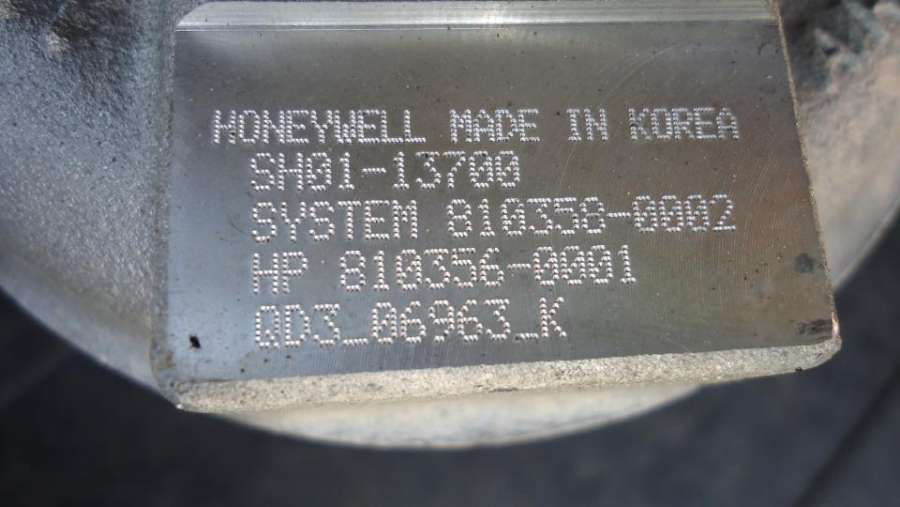 HONEYWELL MADE IN KOREA
SH01-13700
SYSTEM 810358-0002
HP 810356-0001
QD3_06963_K